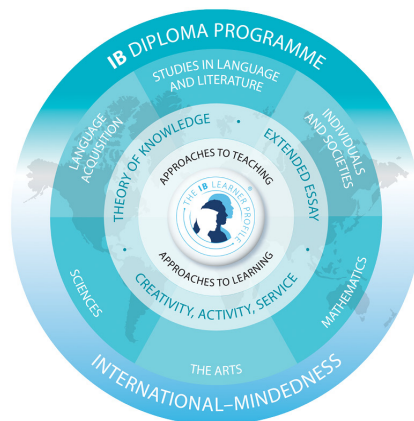 IB DIPLOMA PROGRAMME
STUDIES IN LANGUAGE
AND LITERATURE
LANGUAGE
ACQUISITION
INDIVIDUALS
AND SOCIETIES
THEORY OF KNOWLEDGE
EXTENDED ESSAY
APPROACHES TO TEACHING
THE IB LEARNER PROFILE
APPROACHES TO LEARNING
CREATIVITY, ACTIVITY, SERVICE
SCIENCES
MATHEMATICS
THE ARTS
INTERNATIONAL–MINDEDNESS